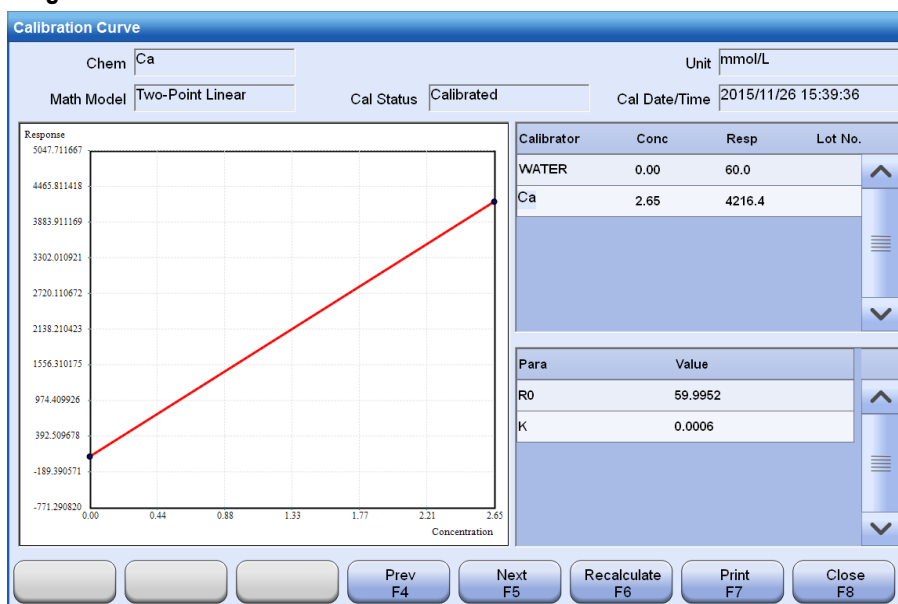 Calibration Curve
Chem Ca Unit mmol/L
Math Model Two-Point Linear Cal Status Calibrated Cal Date/Time 2015/11/26 15:39:36
Response
5047.711667
4465.811418
3883.911169
3302.010921
2720.110672
2138.210423
1556.310175
974.409926
392.509678
-189.390571
-771.290820
0.00 0.44 0.88 1.33 1.77 2.21 2.65
Concentration
Calibrator Conc Resp Lot No.
WATER 0.00 60.0
Ca 2.65 4216.4
Para Value
R0 59.9952
K 0.0006
Prev F4
Next F5
Recalculate F6
Print F7
Close F8